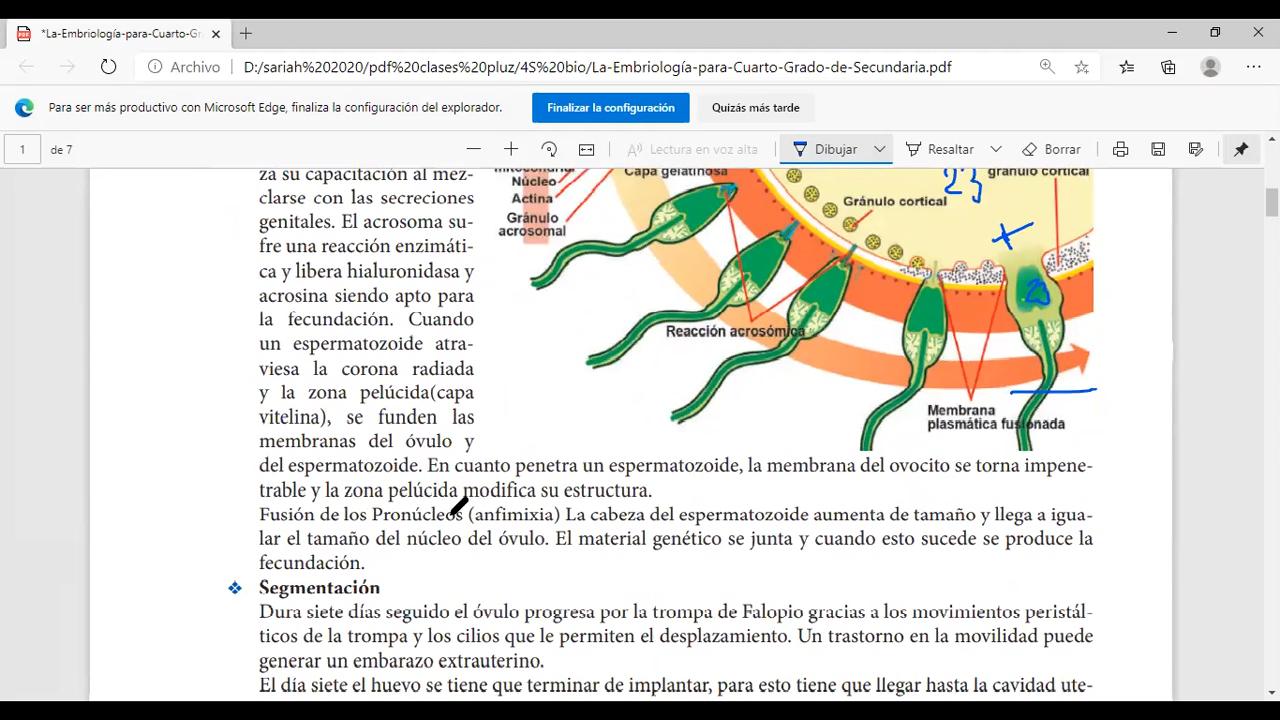 *La-Embriología-para-Cuarto-Gr
Archivo D:/sariah%202020/pdf%20clases%20pluz/4S%20bio/La-Embriología-para-Cuarto-Grado-de-Secundaria.pdf
Para ser más productivo con Microsoft Edge, finaliza la configuración del explorador. Finalizar la configuración Quizás más tarde
1 de 7 Lectura en voz alta Dibujar Resaltar Borrar
za su capacitación al mez-
clarse con las secreciones
genitales. El acrosoma su-
fre una reacción enzimáti-
ca y libera hialuronidasa y
acrosina siendo apto para
la fecundación. Cuando
un espermatozoide atra-
viesa la corona radiada
y la zona pelúcida(capa
vitelina), se funden las
membranas del óvulo y
mitocondria
Núcleo
Actina
Gránulo
acrosomal
Capa gelatinosa
Gránulo cortical
23
gránulo cortical
+
23
Reacción acrosómica
Membrana
plasmática fusionada
del espermatozoide. En cuanto penetra un espermatozoide, la membrana del ovocito se torna impene-
trable y la zona pelúcida modifica su estructura.
Fusión de los Pronúcleos (anfimixia) La cabeza del espermatozoide aumenta de tamaño y llega a igua-
lar el tamaño del núcleo del óvulo. El material genético se junta y cuando esto sucede se produce la
fecundación.
❖ Segmentación
Dura siete días seguido el óvulo progresa por la trompa de Falopio gracias a los movimientos peristál-
ticos de la trompa y los cilios que le permiten el desplazamiento. Un trastorno en la movilidad puede
generar un embarazo extrauterino.
El día siete el huevo se tiene que terminar de implantar, para esto tiene que llegar hasta la cavidad ute-